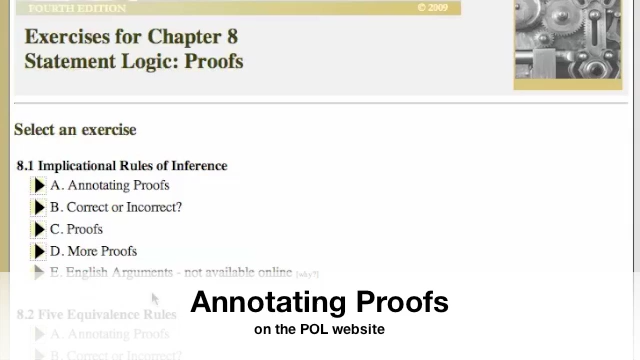 FOURTH EDITION © 2009
Exercises for Chapter 8
Statement Logic: Proofs
Select an exercise
8.1 Implicational Rules of Inference
A. Annotating Proofs
B. Correct or Incorrect?
C. Proofs
D. More Proofs
E. English Arguments - not available online [why?]
8.2 Five Equivalence Rules
A. Annotating Proofs
B. Correct or Incorrect?
Annotating Proofs
on the POL website